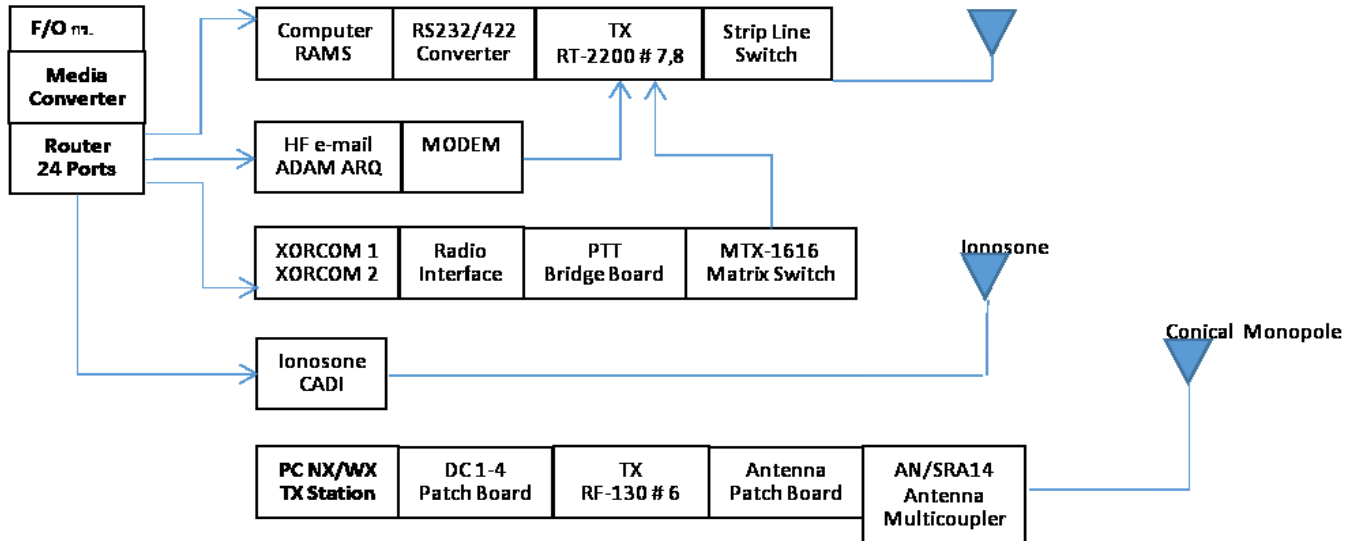 F/O กร.
Media
Converter
Router
24 Ports
Computer
RAMS
RS232/422
Converter
TX
RT-2200 # 7,8
Strip Line
Switch
HF e-mail
ADAM ARQ
MODEM
XORCOM 1
XORCOM 2
Radio
Interface
PTT
Bridge Board
MTX-1616
Matrix Switch
Ionosone
Ionosone
CADI
Conical Monopole
PC NX/WX
TX Station
DC 1-4
Patch Board
TX
RF-130 # 6
Antenna
Patch Board
AN/SRA14
Antenna
Multicoupler